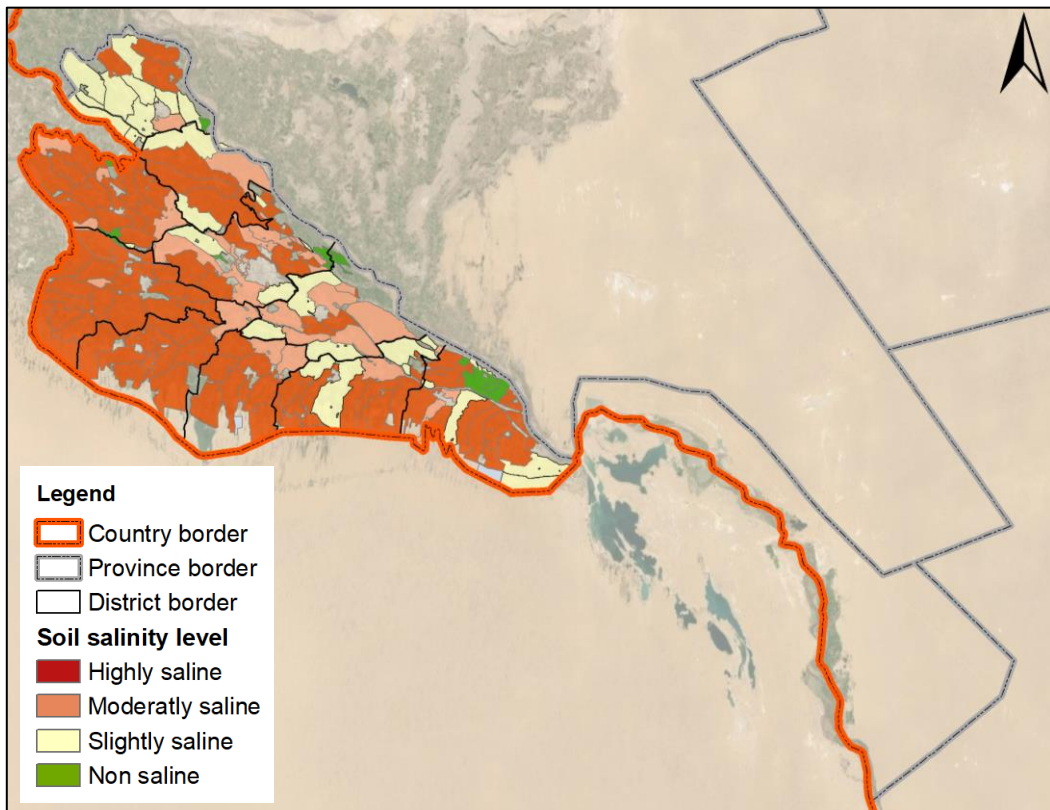 Legend
Country border
Province border
District border
Soil salinity level
Highly saline
Moderatly saline
Slightly saline
Non saline